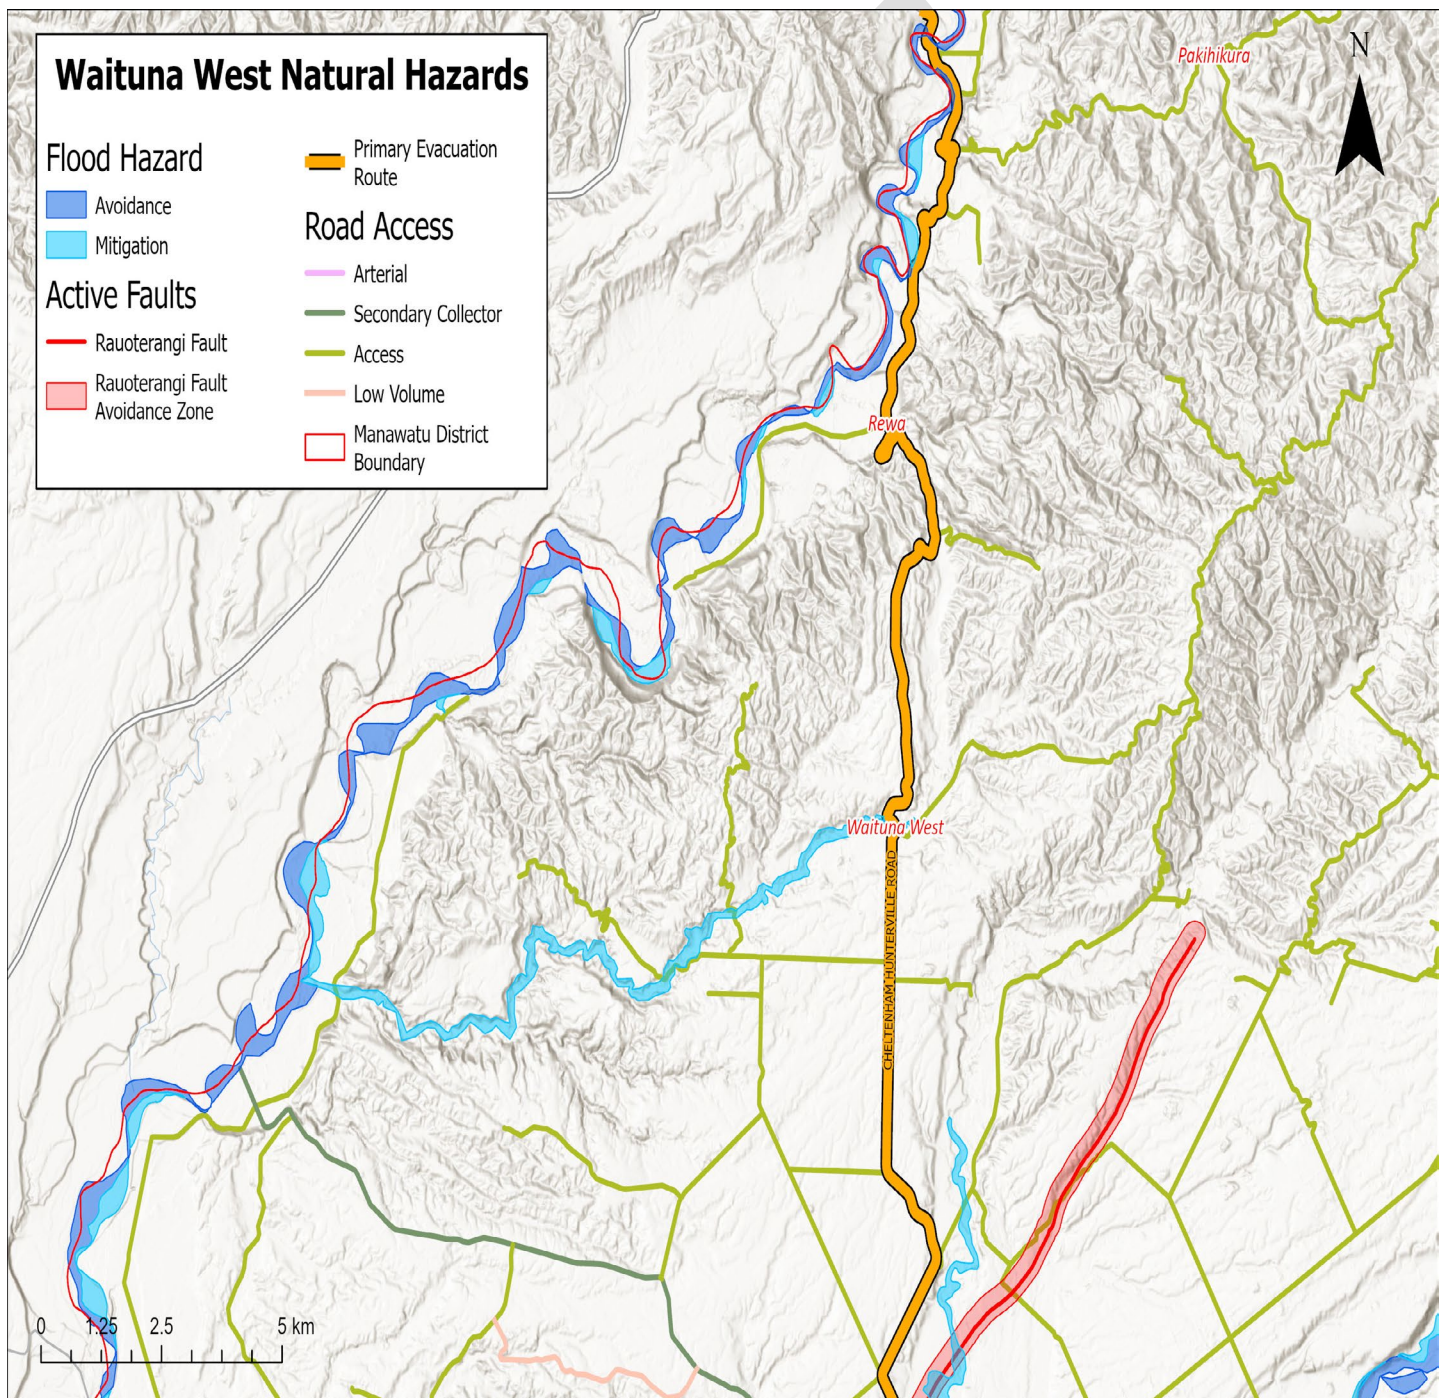 Waituna West Natural Hazards
Flood Hazard
Avoidance
Mitigation
Active Faults
Rauoterangi Fault
Rauoterangi Fault
Avoidance Zone
Primary Evacuation
Route
Road Access
Arterial
Secondary Collector
Access
Low Volume
Manawatu District
Boundary
Pakihikura
N
Rewa
Waituna West
CHELTENHAM HUNTERVILLE ROAD
0 1.25 2.5 5 km